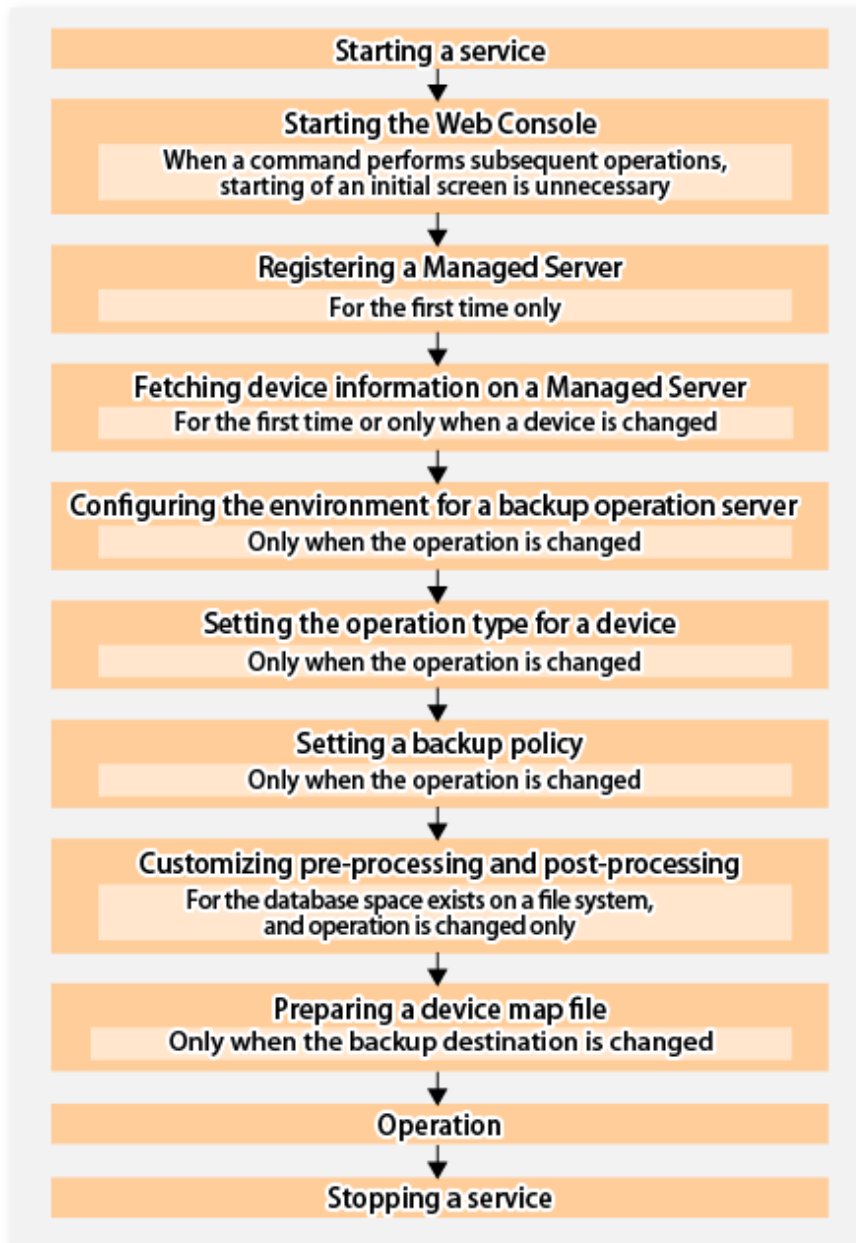 Starting a service
Starting the Web Console
When a command performs subsequent operations,
starting of an initial screen is unnecessary
Registering a Managed Server
For the first time only
Fetching device information on a Managed Server
For the first time or only when a device is changed
Configuring the environment for a backup operation server
Only when the operation is changed
Setting the operation type for a device
Only when the operation is changed
Setting a backup policy
Only when the operation is changed
Customizing pre-processing and post-processing
For the database space exists on a file system,
and operation is changed only
Preparing a device map file
Only when the backup destination is changed
Operation
Stopping a service